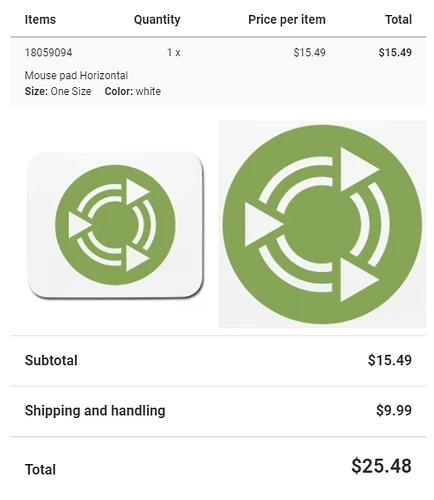 Items Quantity Price per item Total
18059094 1 x $15.49 $15.49
Mouse pad Horizontal
Size: One Size Color: white
Subtotal $15.49
Shipping and handling $9.99
Total $25.48